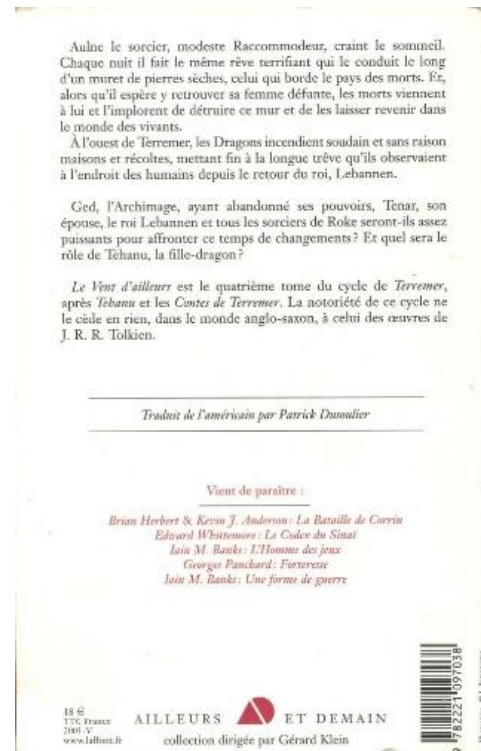 Aulne le sorcier, modeste Raccommodeur, craint le sommeil.
Chaque nuit il fait le même rêve terrifiant qui le conduit le long
d'un muret de pierres sèches, celui qui borde le pays des morts. Et,
alors qu'il espère y retrouver sa femme défunte, les morts viennent
à lui et l'implorent de détruire ce mur et de les laisser revenir dans
le monde des vivants.
À l'ouest de Terremer, les Dragons incendient soudain et sans raison
maisons et récoltes, mettant fin à la longue trêve qu'ils observaient
à l'endroit des humains depuis le retour du roi, Lebannen.
Ged, l'Archimage, ayant abandonné ses pouvoirs, Tenar, son
épouse, le roi Lebannen et tous les sorciers de Roke seront-ils assez
puissants pour affronter ce temps de changements ? Et quel sera le
rôle de Tehanu, la fille-dragon ?
Le Vent d'ailleurs est le quatrième tome du cycle de Terremer,
après Tehanu et les Contes de Terremer. La notoriété de ce cycle ne
le cède en rien, dans le monde anglo-saxon, à celui des œuvres de
J. R. R. Tolkien.
Traduit de l'américain par Patrick Dusoulier
Vient de paraître :
Brian Herbert & Kevin J. Anderson : La Bataille de Corrin
Edward Whittemore : Le Codex du Sinaï
Iain M. Banks : L'Homme des jeux
Georges Panchard : Forteresse
Iain M. Banks : Une forme de guerre
18 €
TTC France
2005-V
www.laffont.fr
AILLEURS ET DEMAIN
collection dirigée par Gérard Klein
9 782221 097038